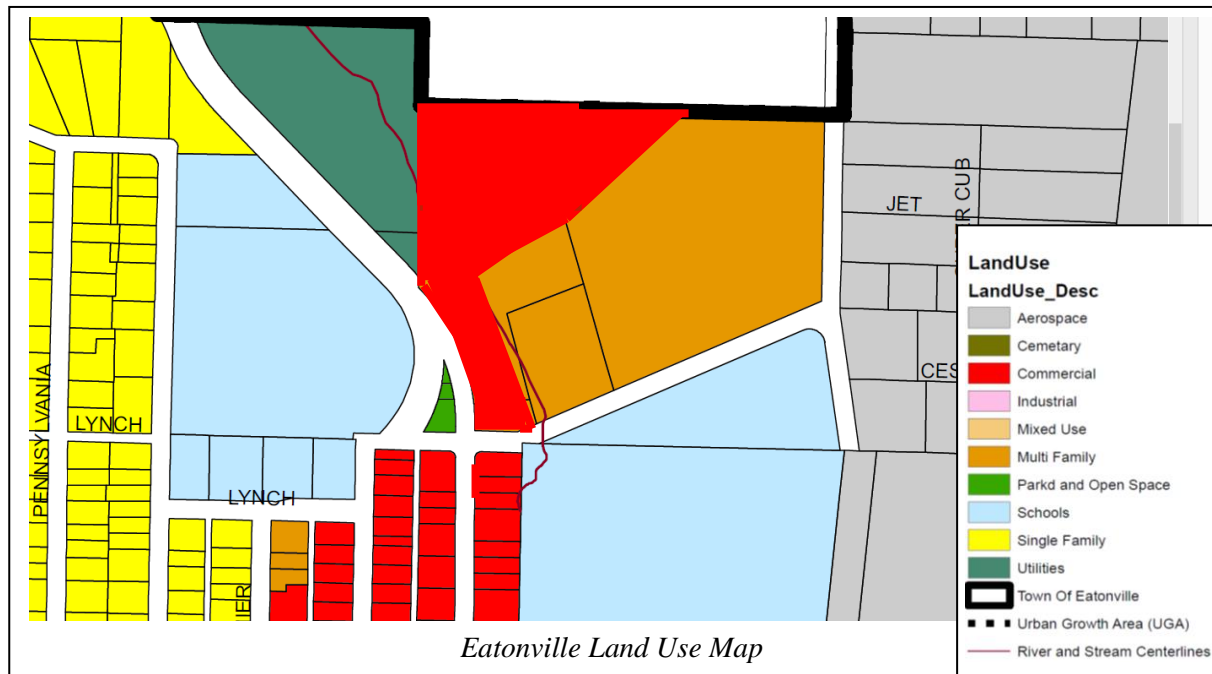 JET
R CUB
CES
PENNSYLVANIA
LYNCH
LYNCH
IER
LandUse
LandUse_Desc
Aerospace
Cemetary
Commercial
Industrial
Mixed Use
Multi Family
Parkd and Open Space
Schools
Single Family
Utilities
Town Of Eatonville
Urban Growth Area (UGA)
River and Stream Centerlines
Eatonville Land Use Map